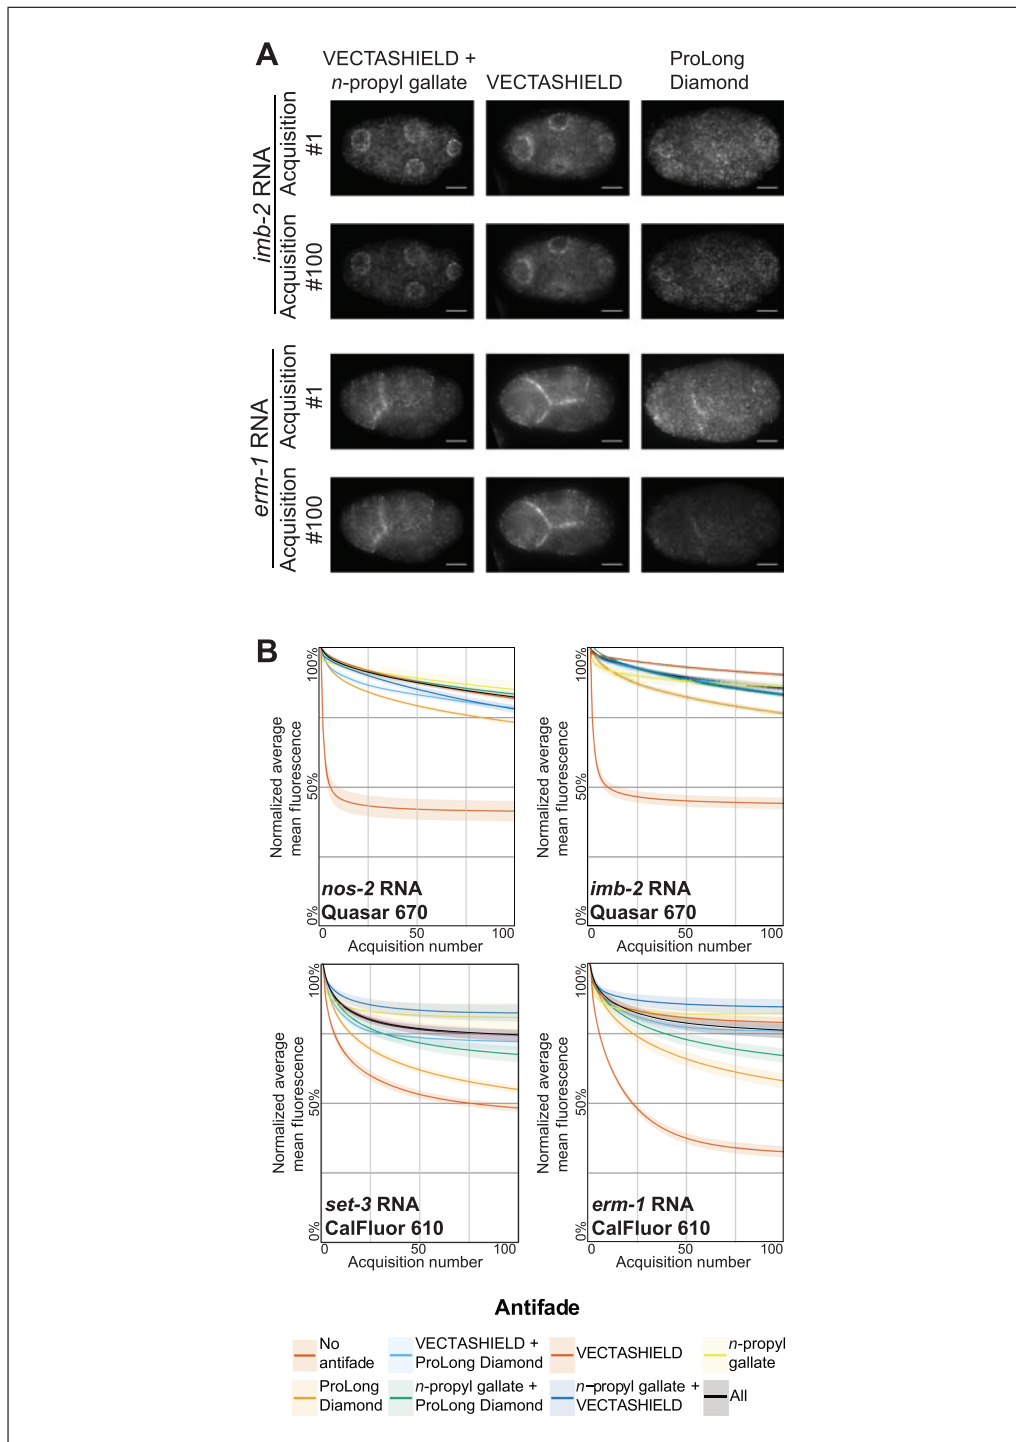 A
VECTASHIELD +
n-propyl gallate
VECTASHIELD
ProLong
Diamond
imb-2 RNA
Acquisition
#1
Acquisition
#100
erm-1 RNA
Acquisition
#1
Acquisition
#100
B
Normalized average
mean fluorescence
100%
50%
0%
nos-2 RNA
Quasar 670
0 50 100
Acquisition number
Normalized average
mean fluorescence
100%
50%
0%
imb-2 RNA
Quasar 670
0 50 100
Acquisition number
Normalized average
mean fluorescence
100%
50%
0%
set-3 RNA
CalFluor 610
0 50 100
Acquisition number
Normalized average
mean fluorescence
100%
50%
0%
erm-1 RNA
CalFluor 610
0 50 100
Acquisition number
Antifade
No
antifade
VECTASHIELD +
ProLong Diamond
VECTASHIELD
n-propyl
gallate
ProLong
Diamond
n-propyl gallate +
ProLong Diamond
n-propyl gallate +
VECTASHIELD
All